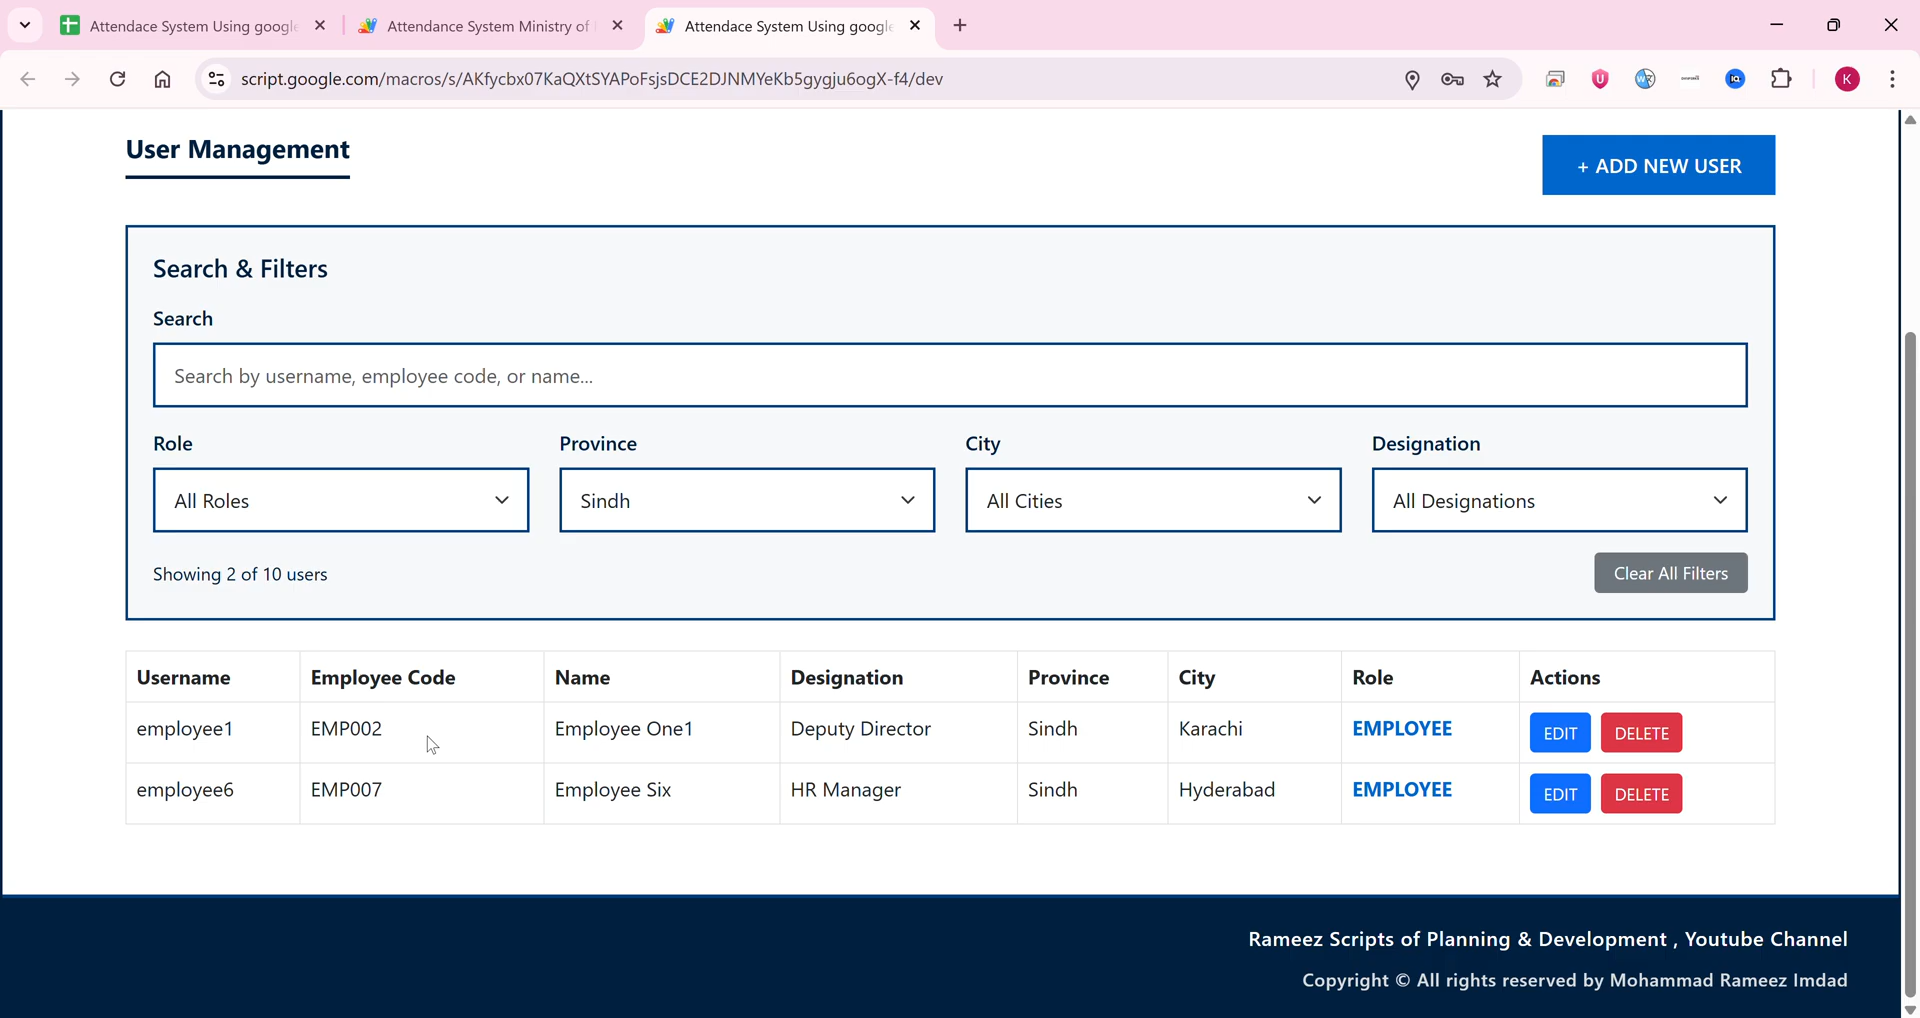 Attendace System Using google
Attendance System Ministry of
Attendace System Using google
script.google.com/macros/s/AKfycbx07KaQXtSYAPoFsjsDCE2DJNMYeKb5gygju6ogX-f4/dev
K
User Management
+ ADD NEW USER
Search & Filters
Search
Search by username, employee code, or name...
Role Province City Designation
All Roles Sindh All Cities All Designations
Showing 2 of 10 users Clear All Filters
Username Employee Code Name Designation Province City Role Actions
employee1 EMP002 Employee One1 Deputy Director Sindh Karachi EMPLOYEE EDIT DELETE
employee6 EMP007 Employee Six HR Manager Sindh Hyderabad EMPLOYEE EDIT DELETE
Rameez Scripts of Planning & Development , Youtube Channel
Copyright © All rights reserved by Mohammad Rameez Imdad